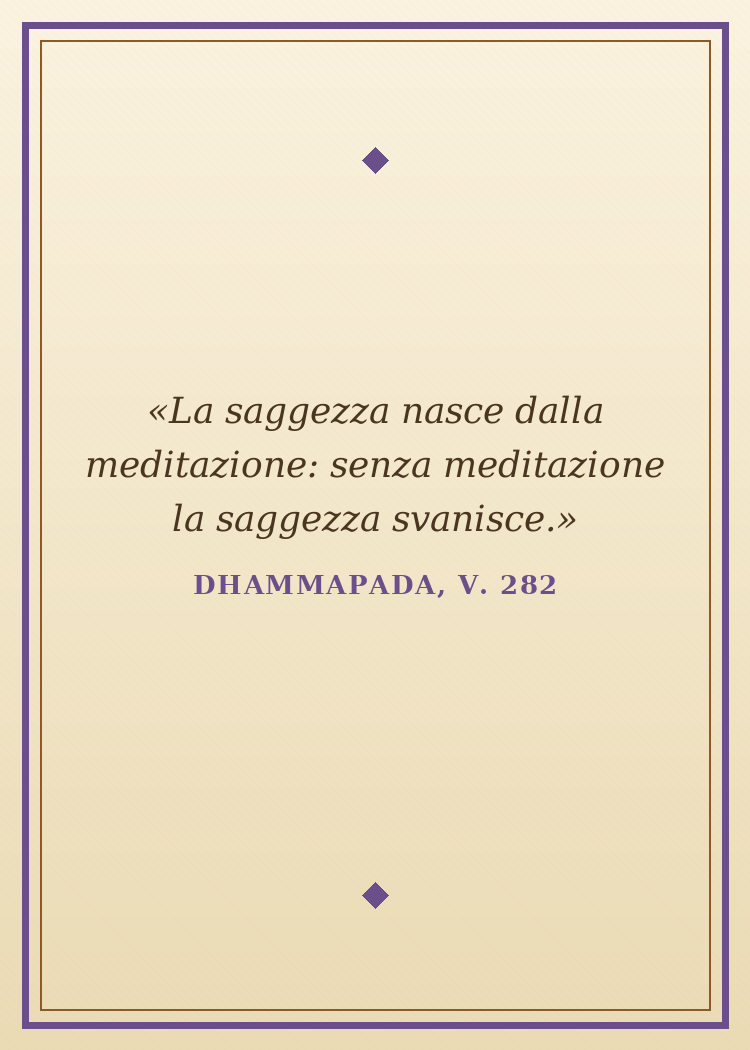 «La saggezza nasce dalla
meditazione: senza meditazione
la saggezza svanisce.»
DHAMMAPADA, V. 282